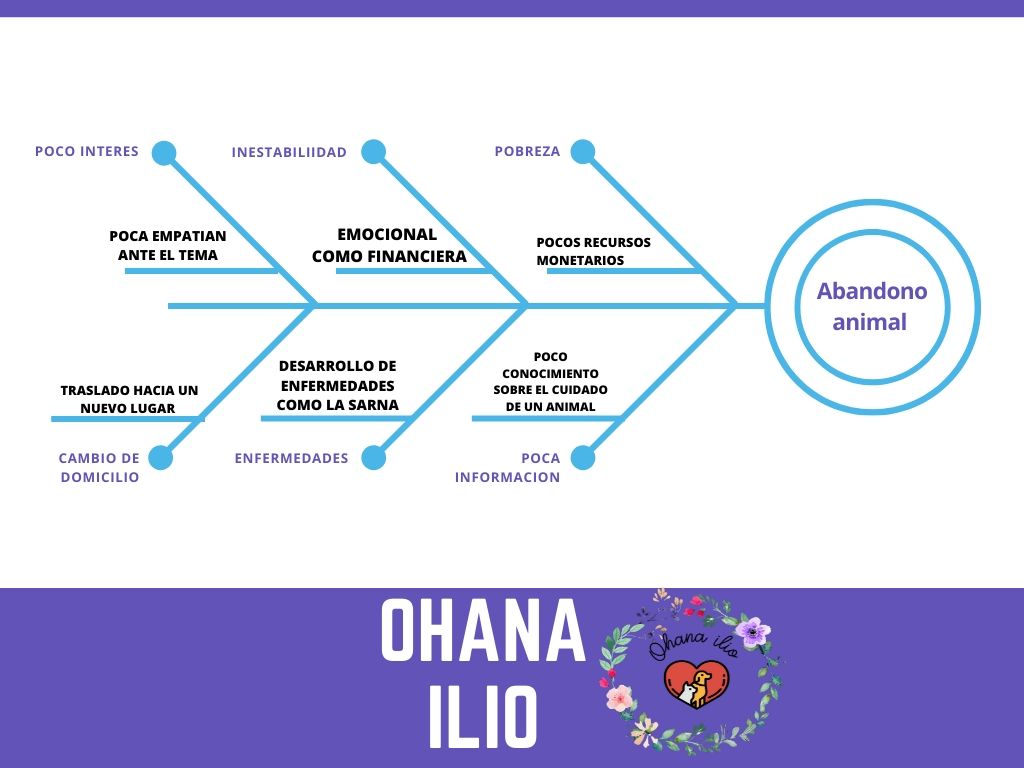 POCO INTERES
INESTABILIIDAD
POBREZA
POCA EMPATIAN
ANTE EL TEMA
EMOCIONAL
COMO FINANCIERA
POCOS RECURSOS
MONETARIOS
Abandono
animal
TRASLADO HACIA UN
NUEVO LUGAR
DESARROLLO DE
ENFERMEDADES
COMO LA SARNA
POCO
CONOCIMIENTO
SOBRE EL CUIDADO
DE UN ANIMAL
CAMBIO DE
DOMICILIO
ENFERMEDADES
POCA
INFORMACION
OHANA
ILIO
Ohana ilio